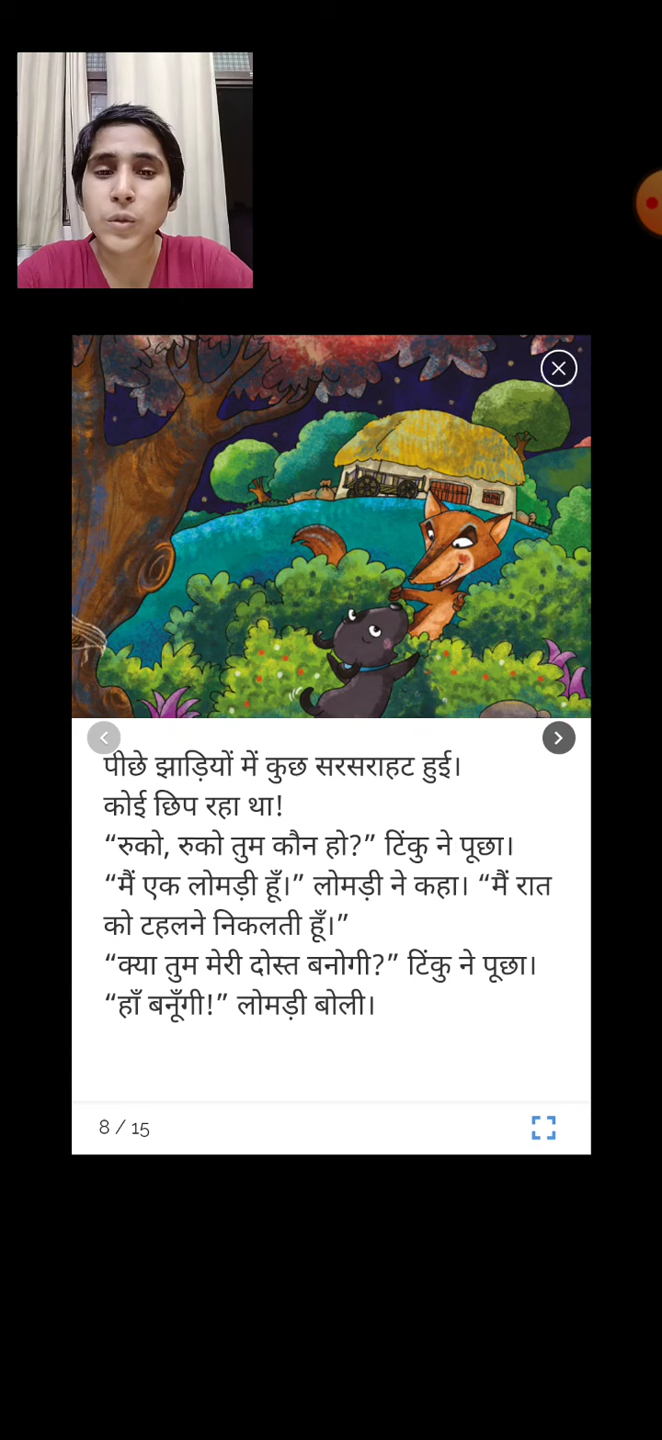 पीछे झाड़ियों में कुछ सरसराहट हुई।
कोई छिप रहा था!
“रुको, रुको तुम कौन हो?” टिंकु ने पूछा।
“मैं एक लोमड़ी हूँ।” लोमड़ी ने कहा। “मैं रात
को टहलने निकलती हूँ।”
“क्या तुम मेरी दोस्त बनोगी?” टिंकु ने पूछा।
“हाँ बनूँगी!” लोमड़ी बोली।
8 / 15